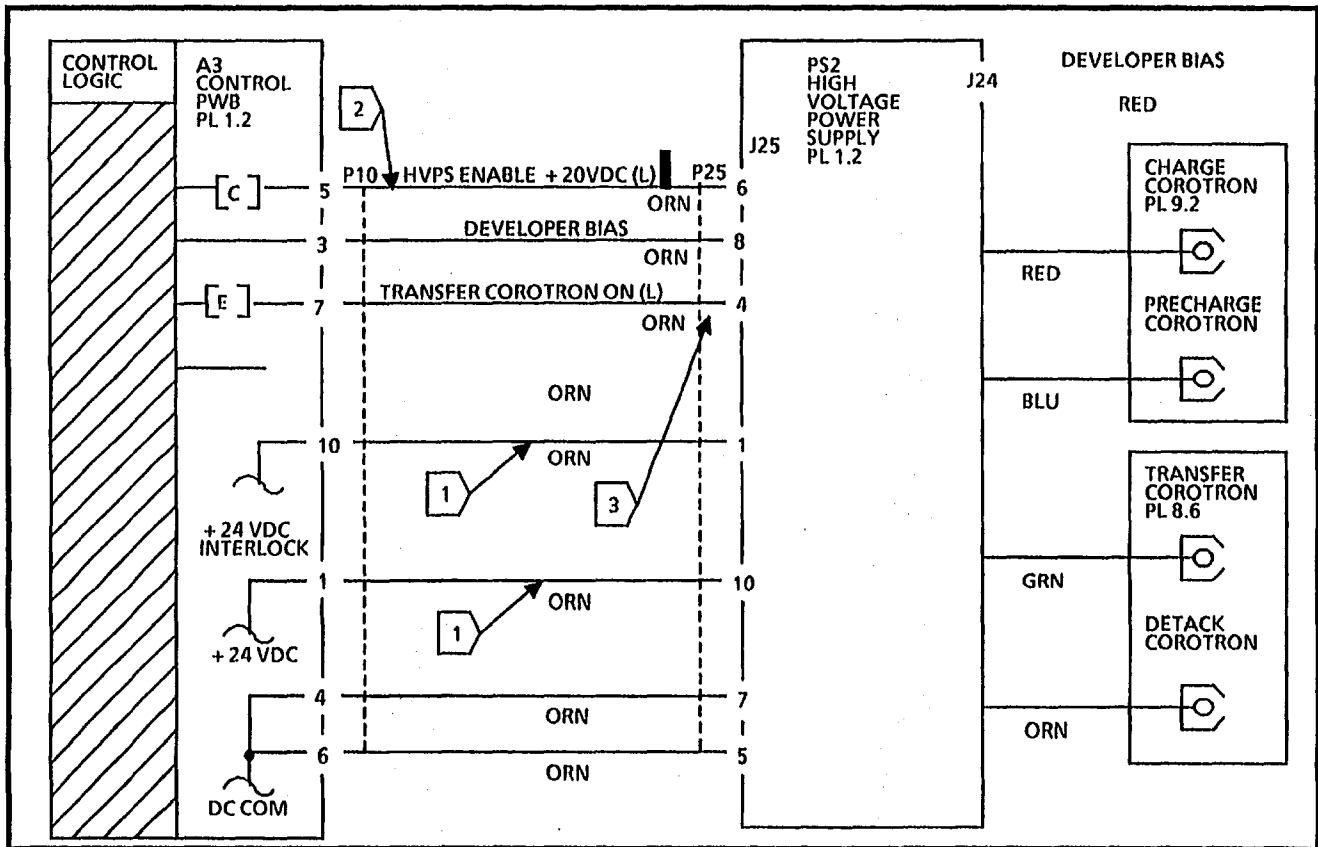 CONTROL
LOGIC
A3
CONTROL
PWB
PL 1.2
PS2
HIGH
VOLTAGE
POWER
SUPPLY
PL 1.2
J24
J25
DEVELOPER BIAS
RED
2
[C]
5
P10
HVPS ENABLE +20VDC (L)
P25
6
ORN
3
DEVELOPER BIAS
8
ORN
[E]
7
TRANSFER COROTRON ON (L)
4
ORN
ORN
10
1
ORN
1
3
+24 VDC
INTERLOCK
1
10
ORN
1
+24 VDC
4
7
ORN
6
5
ORN
DC COM
CHARGE
COROTRON
PL 9.2
RED
PRECHARGE
COROTRON
BLU
TRANSFER
COROTRON
PL 8.6
GRN
DETACK
COROTRON
ORN